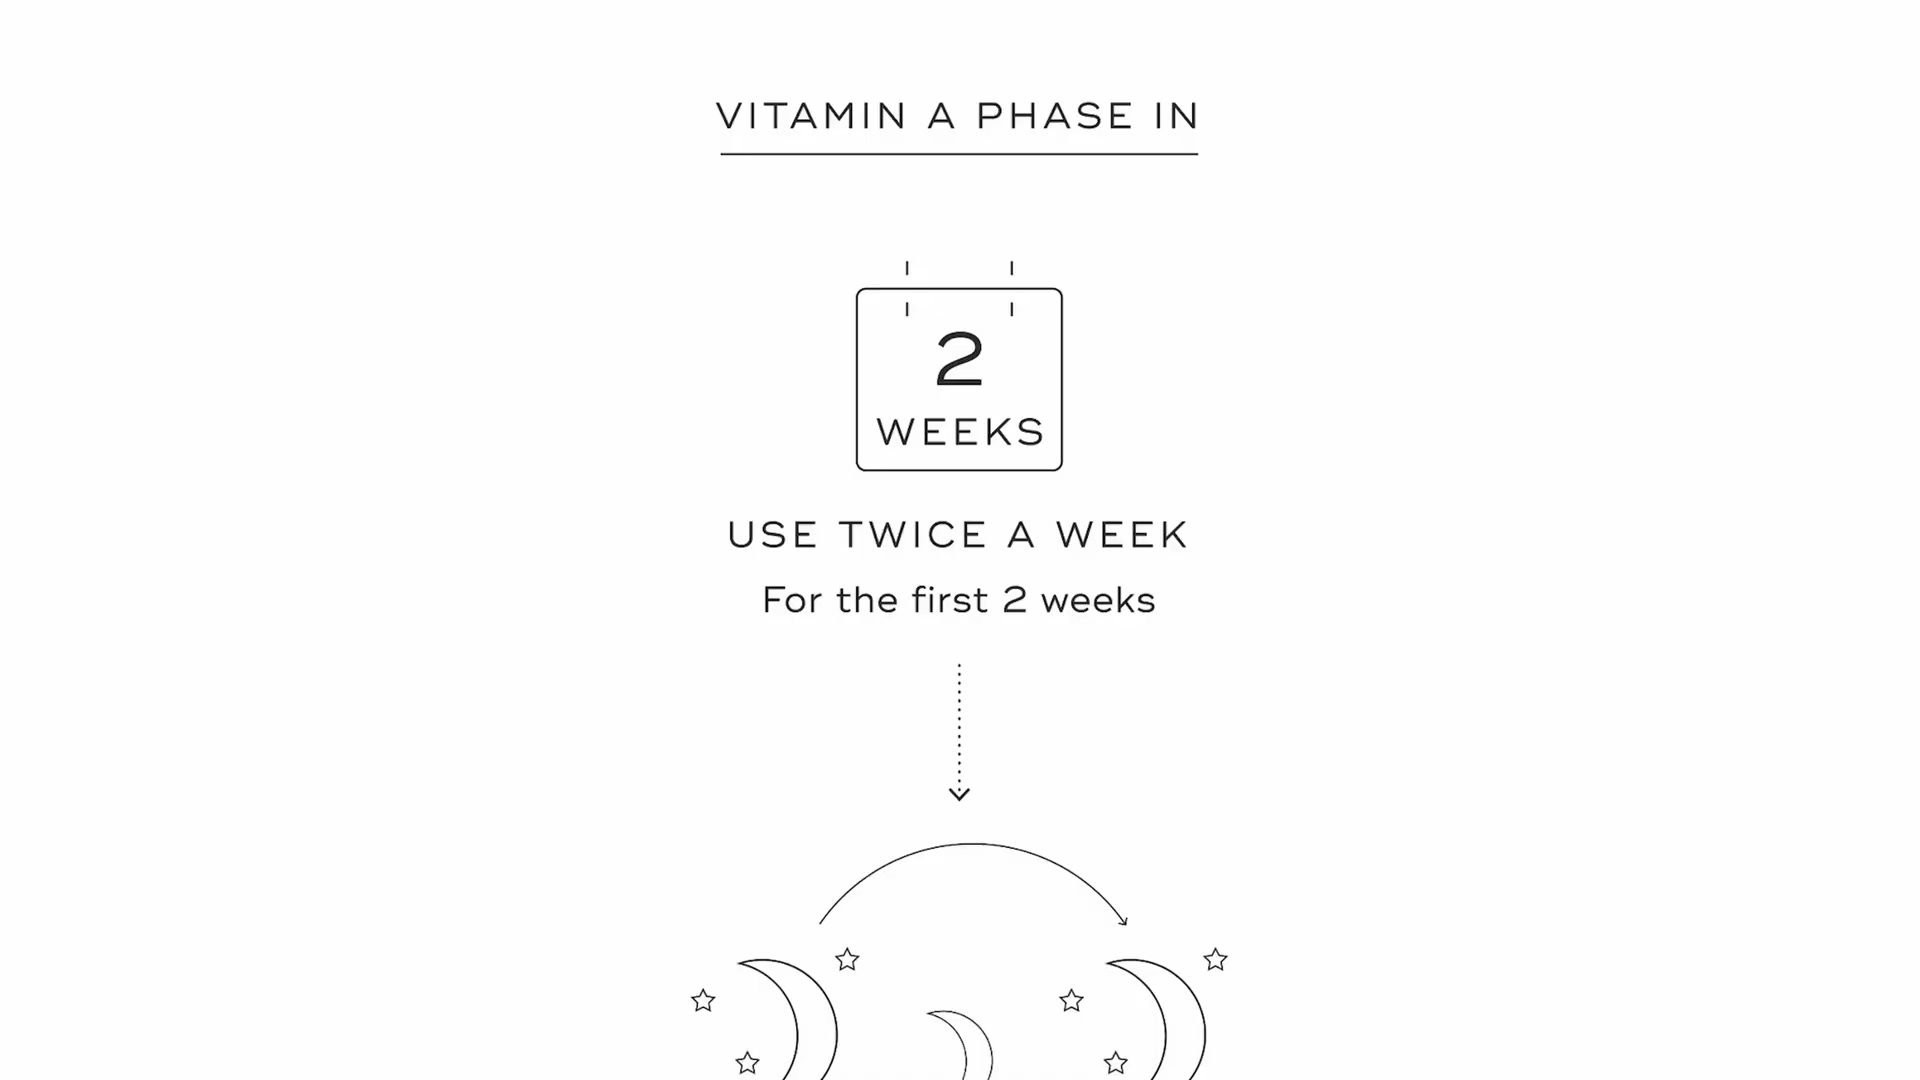 VITAMIN A PHASE IN
2
WEEKS
USE TWICE A WEEK
For the first 2 weeks